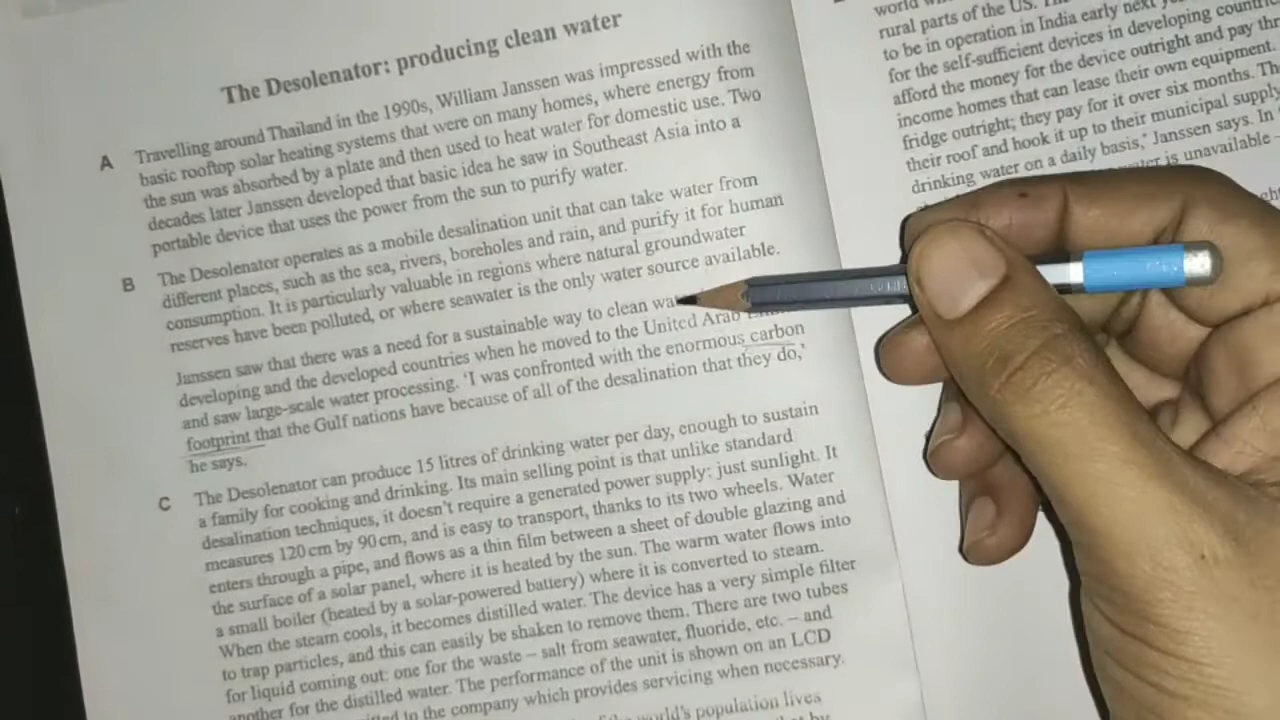 The Desolenator: producing clean water
A Travelling around Thailand in the 1990s, William Janssen was impressed with the
basic rooftop solar heating systems that were on many homes, where energy from
the sun was absorbed by a plate and then used to heat water for domestic use. Two
decades later Janssen developed that basic idea he saw in Southeast Asia into a
portable device that uses the power from the sun to purify water.
B The Desolenator operates as a mobile desalination unit that can take water from
different places, such as the sea, rivers, boreholes and rain, and purify it for human
consumption. It is particularly valuable in regions where natural groundwater
reserves have been polluted, or where seawater is the only water source available.
Janssen saw that there was a need for a sustainable way to clean
developing and the developed countries when he moved to the United Arab
and saw large-scale water processing. 'I was confronted with the enormous carbon
footprint that the Gulf nations have because of all of the desalination that they do,'
he says.
C The Desolenator can produce 15 litres of drinking water per day, enough to sustain
a family for cooking and drinking. Its main selling point is that unlike standard
desalination techniques, it doesn't require a generated power supply: just sunlight. It
measures 120 cm by 90 cm, and is easy to transport, thanks to its two wheels. Water
enters through a pipe, and flows as a thin film between a sheet of double glazing and
the surface of a solar panel, where it is heated by the sun. The warm water flows into
a small boiler (heated by a solar-powered battery) where it is converted to steam.
When the steam cools, it becomes distilled water. The device has a very simple filter
to trap particles, and this can easily be shaken to remove them. There are two tubes
for liquid coming out: one for the waste – salt from seawater, fluoride, etc. – and
another for the distilled water. The performance of the unit is shown on an LCD
to the company which provides servicing when necessary.
world's population lives
world
rural parts of the US.
to be in operation in India early next
for the self-sufficient devices in developing
afford the money for the device outright and pay
income homes that can lease their own equipment.
fridge outright; they pay for it over six months.
their roof and hook it up to their municipal supply
drinking water on a daily basis,' Janssen says. In
is unavailable